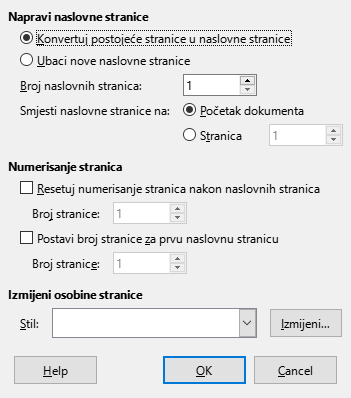 Napravi naslovne stranice
Konvertuj postojeće stranice u naslovne stranice
Ubaci nove naslovne stranice
Broj naslovnih stranica: 1
Smjesti naslovne stranice na: Početak dokumenta
Stranica 1
Numerisanje stranica
Resetuj numerisanje stranica nakon naslovnih stranica
Broj stranice: 1
Postavi broj stranice za prvu naslovnu stranicu
Broj stranice: 1
Izmijeni osobine stranice
Stil: Izmijeni...
Help OK Cancel